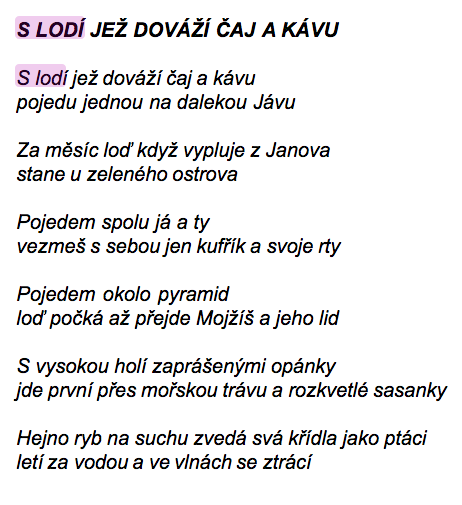 S LODÍ JEŽ DOVÁŽÍ ČAJ A KÁVU
S lodí jež dováží čaj a kávu
pojedu jednou na dalekou Jávu
Za měsíc loď když vypluje z Janova
stane u zeleného ostrova
Pojedem spolu já a ty
vezmeš s sebou jen kufřík a svoje rty
Pojedem okolo pyramid
loď počká až přejde Mojžíš a jeho lid
S vysokou holí zaprášenými opánky
jde první přes mořskou trávu a rozkvetlé sasanky
Hejno ryb na suchu zvedá svá křídla jako ptáci
letí za vodou a ve vlnách se ztrácí